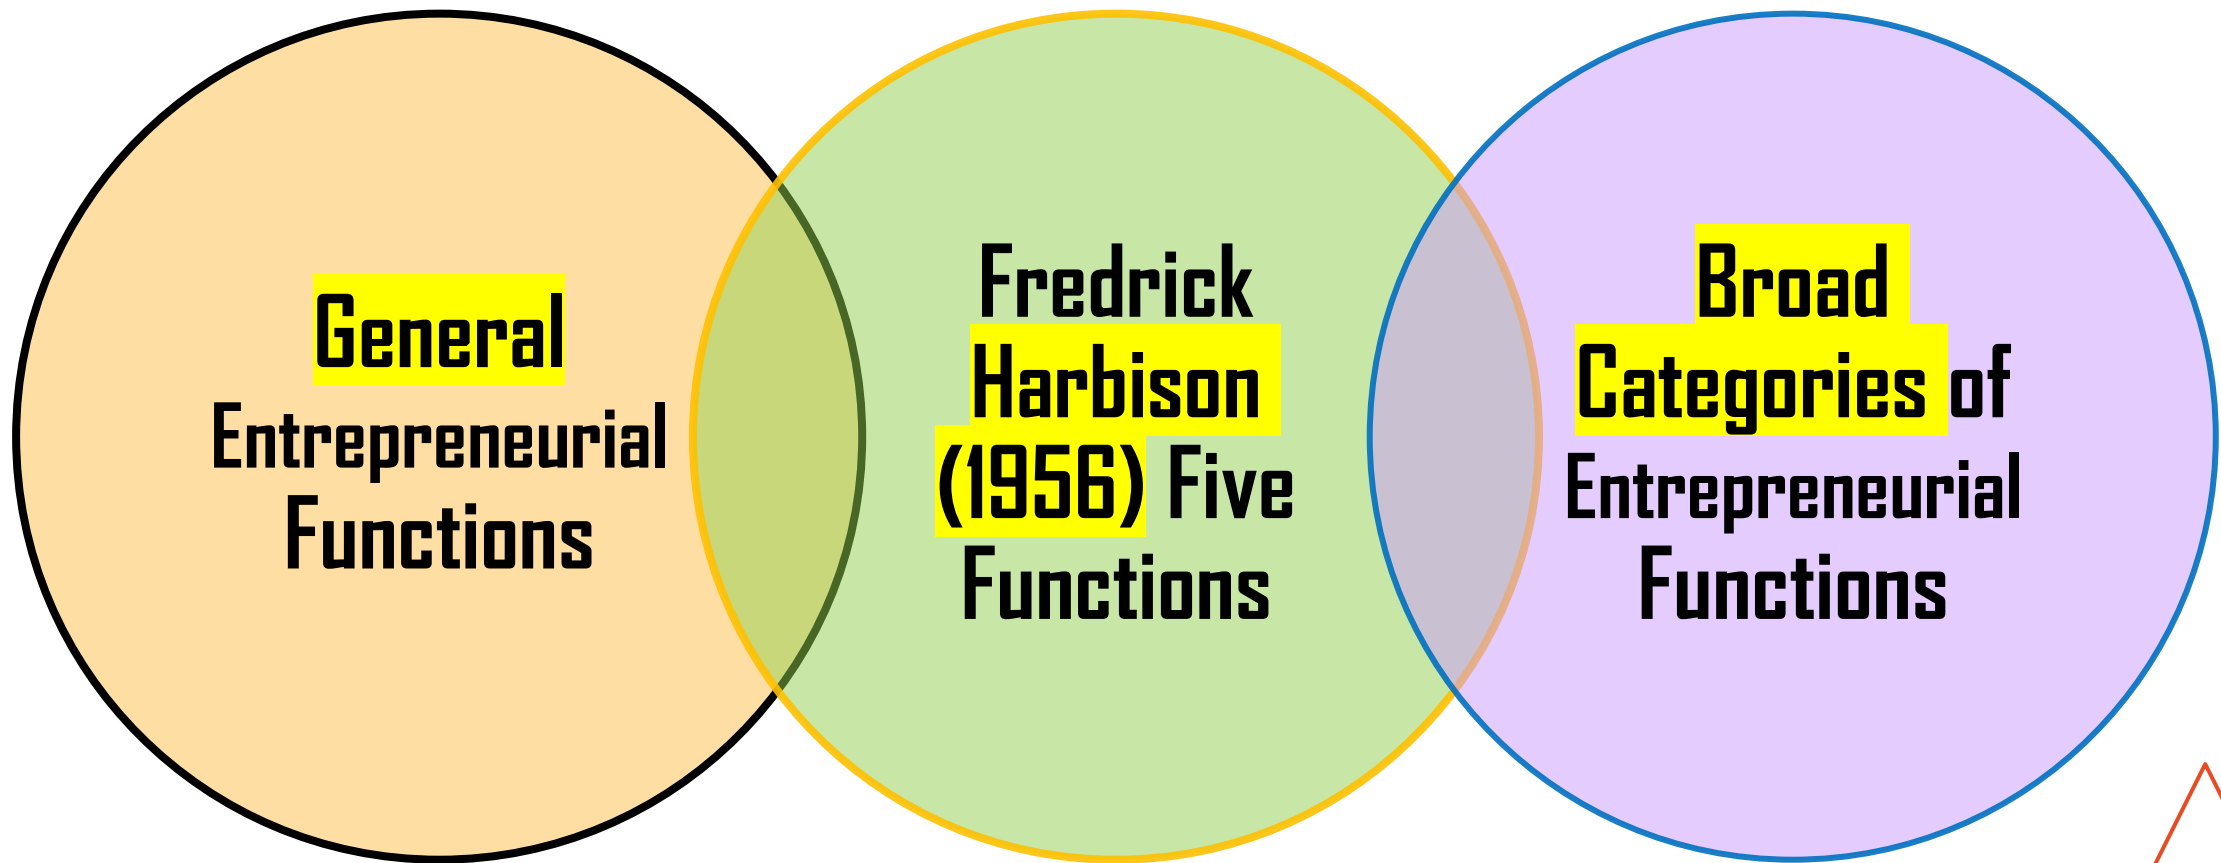 General
Entrepreneurial
Functions
Fredrick
Harbison
(1956) Five
Functions
Broad
Categories of
Entrepreneurial
Functions